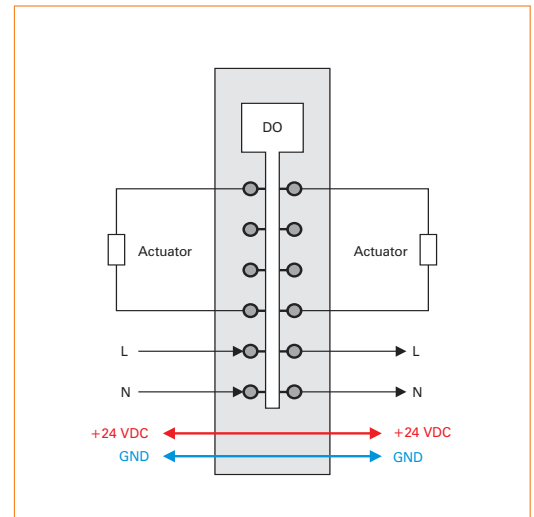 DO
Actuator Actuator
L L
N N
+24 VDC +24 VDC
GND GND